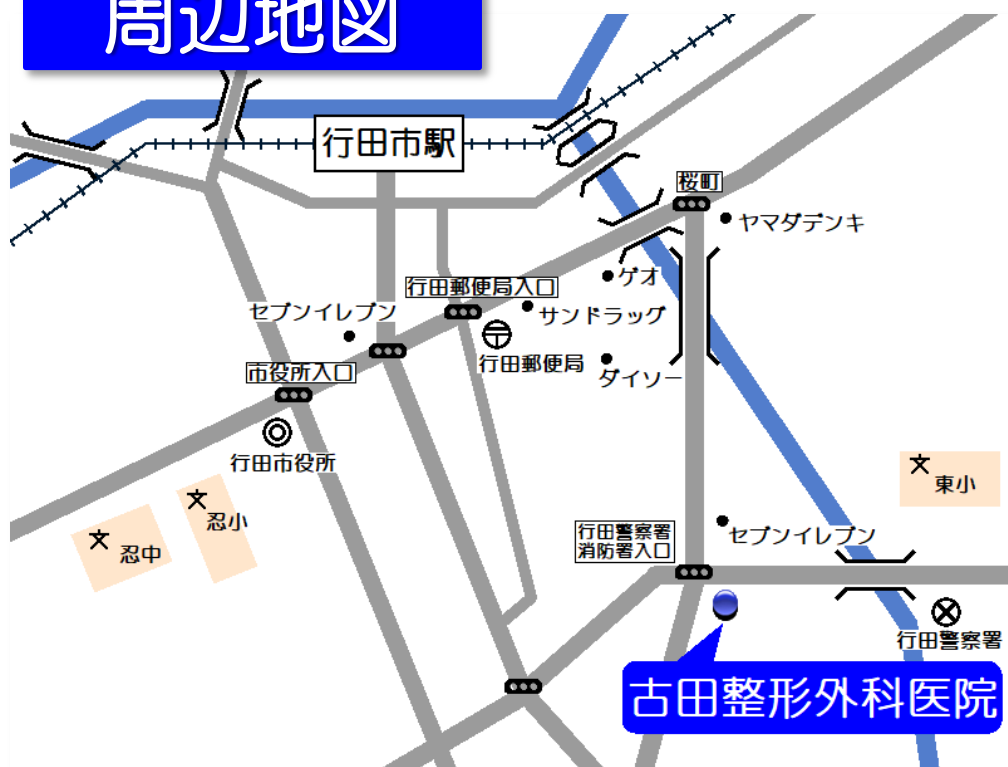 周辺地図
行田市駅
桜町
ヤマダデンキ
ゲオ
行田郵便局入口
セブンイレブン
サンドラッグ
行田郵便局
市役所入口
ダイソー
行田市役所
東小
忍小
忍中
行田警察署
消防署入口
セブンイレブン
行田警察署
古田整形外科医院